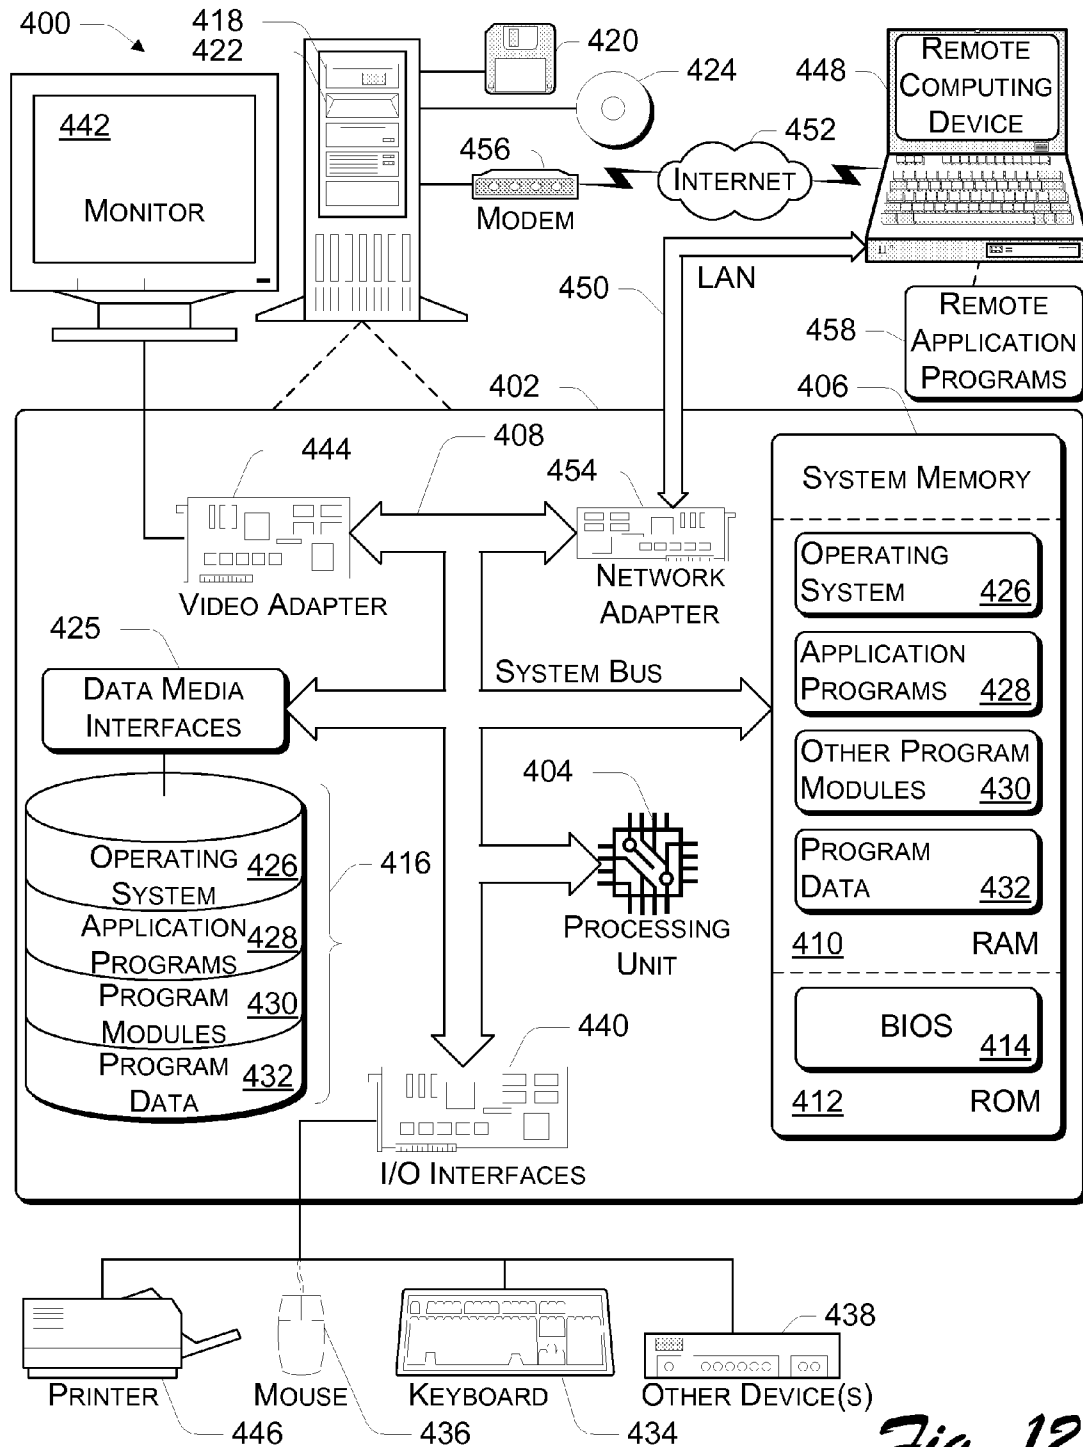 400
418
422
420
424
448
REMOTE
COMPUTING
DEVICE
442
MONITOR
456
MODEM
452
INTERNET
450
LAN
458
REMOTE
APPLICATION
PROGRAMS
402
406
444
408
454
VIDEO ADAPTER
NETWORK
ADAPTER
SYSTEM MEMORY
OPERATING
SYSTEM 426
APPLICATION
PROGRAMS 428
OTHER PROGRAM
MODULES 430
PROGRAM
DATA 432
410 RAM
BIOS 414
412 ROM
425
DATA MEDIA
INTERFACES
SYSTEM BUS
404
PROCESSING
UNIT
OPERATING
SYSTEM 426
APPLICATION
PROGRAMS 428
PROGRAM
MODULES 430
PROGRAM
DATA 432
416
440
I/O INTERFACES
PRINTER
446
MOUSE
436
KEYBOARD
434
438
OTHER DEVICE(S)
Fig. 12